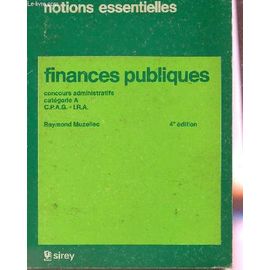 notions essentielles
finances publiques
concours administratifs
catégorie A
C.P.A.G. - I.R.A.
Raymond Muzellec
4e édition
sirey